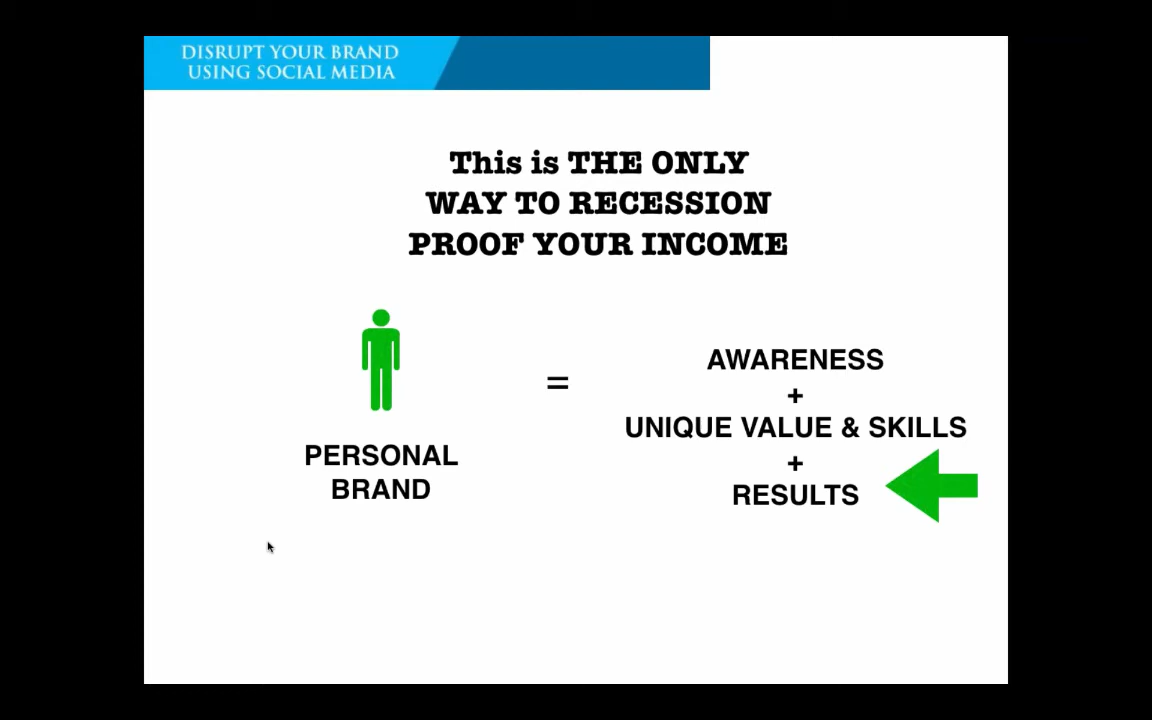 DISRUPT YOUR BRAND
USING SOCIAL MEDIA
This is THE ONLY
WAY TO RECESSION
PROOF YOUR INCOME
PERSONAL
BRAND
=
AWARENESS
+
UNIQUE VALUE & SKILLS
+
RESULTS